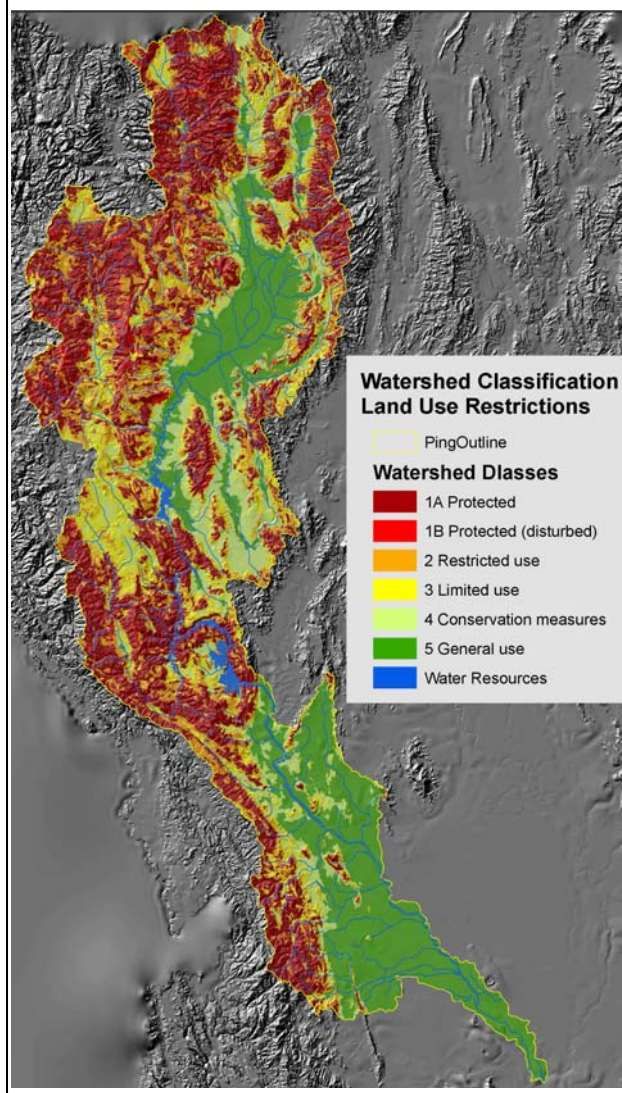 Watershed Classification
Land Use Restrictions
PingOutline
Watershed Dlasses
1A Protected
1B Protected (disturbed)
2 Restricted use
3 Limited use
4 Conservation measures
5 General use
Water Resources